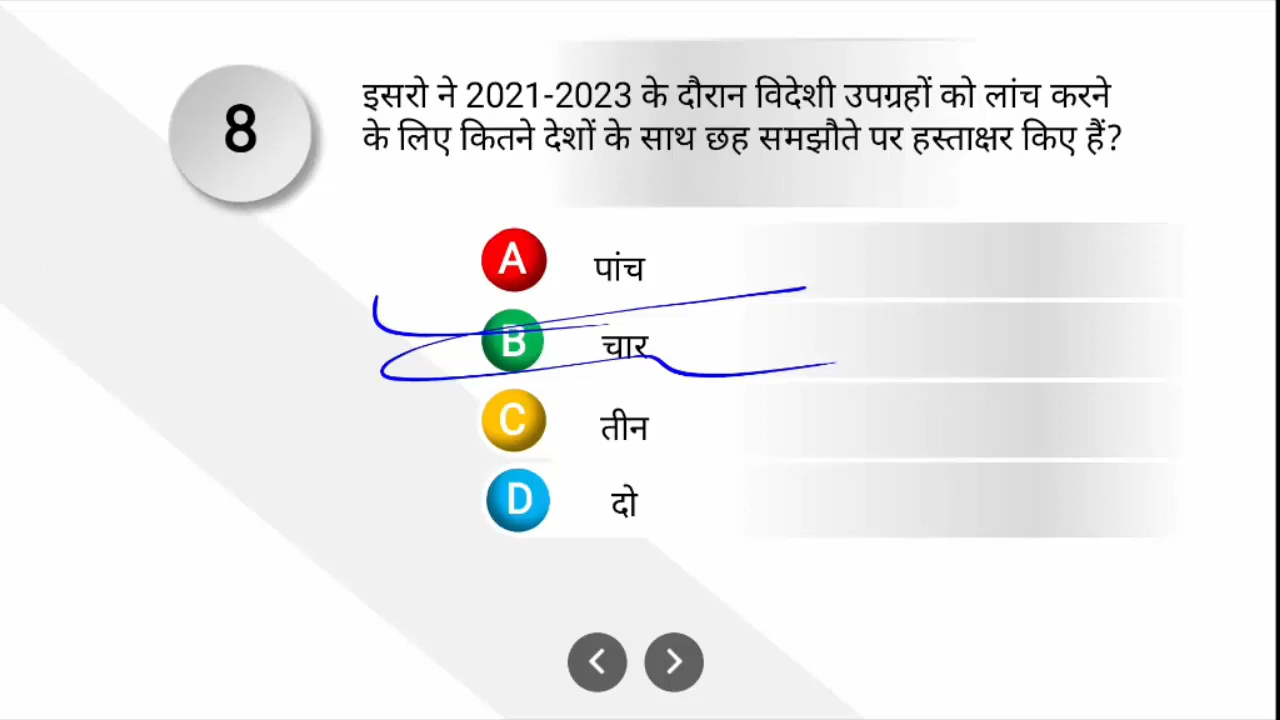 8
इसरो ने 2021-2023 के दौरान विदेशी उपग्रहों को लांच करने
के लिए कितने देशों के साथ छह समझौते पर हस्ताक्षर किए हैं?
A पांच
B चार
C तीन
D दो